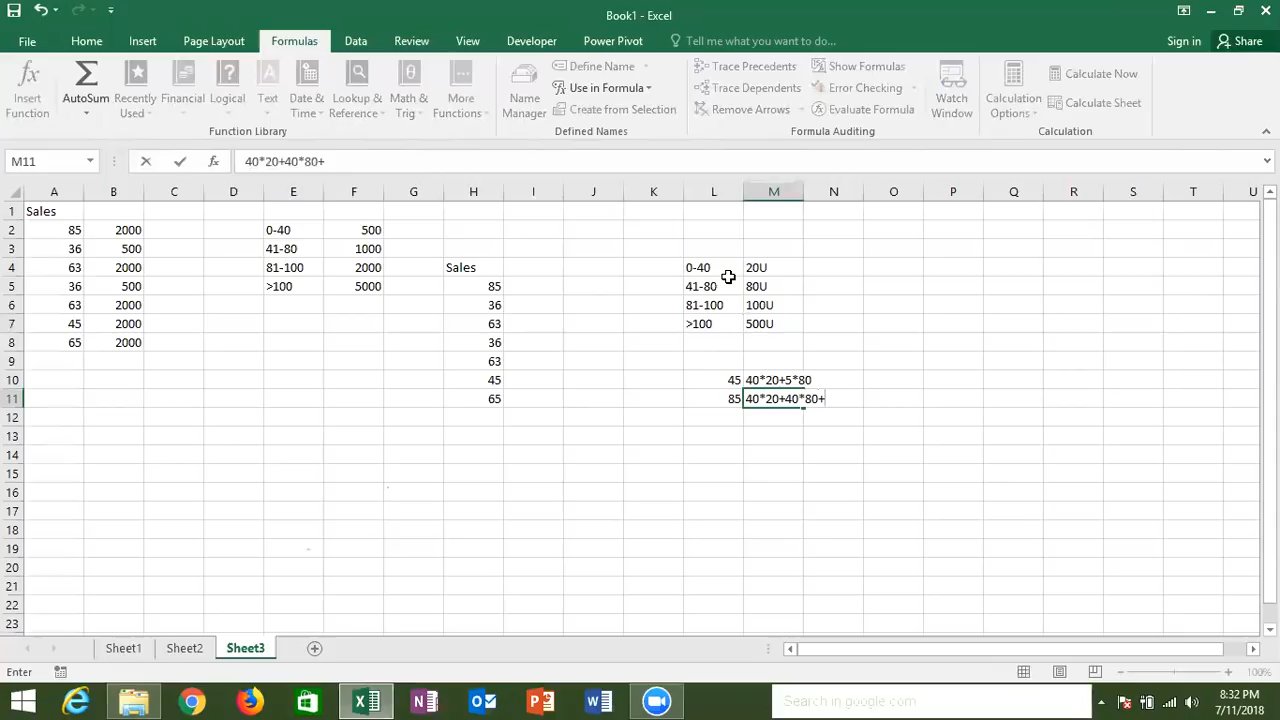 Book1 - Excel
File Home Insert Page Layout Formulas Data Review View Developer Power Pivot Tell me what you want to do... Sign in Share
Insert Function
AutoSum
Recently Used
Financial
Logical
Text
Date & Time
Lookup & Reference
Math & Trig
More Functions
Function Library
Name Manager
Define Name
Use in Formula
Create from Selection
Defined Names
Trace Precedents
Trace Dependents
Remove Arrows
Show Formulas
Error Checking
Evaluate Formula
Formula Auditing
Watch Window
Calculation Options
Calculate Now
Calculate Sheet
Calculation
M11 fx 40*20+40*80+
A B C D E F G H I J K L M N O P Q R S T U
1 Sales
2 85 2000 0-40 500
3 36 500 41-80 1000
4 63 2000 81-100 2000 Sales 0-40 20U
5 36 500 >100 5000 85 41-80 80U
6 63 2000 36 81-100 100U
7 45 2000 63 >100 500U
8 65 2000 36
9 63
10 45 45 40*20+5*80
11 65 85 40*20+40*80+
12
13
14
15
16
17
18
19
20
21
22
23
Sheet1 Sheet2 Sheet3
Enter 100%
Search in google.com
8:32 PM
7/11/2018